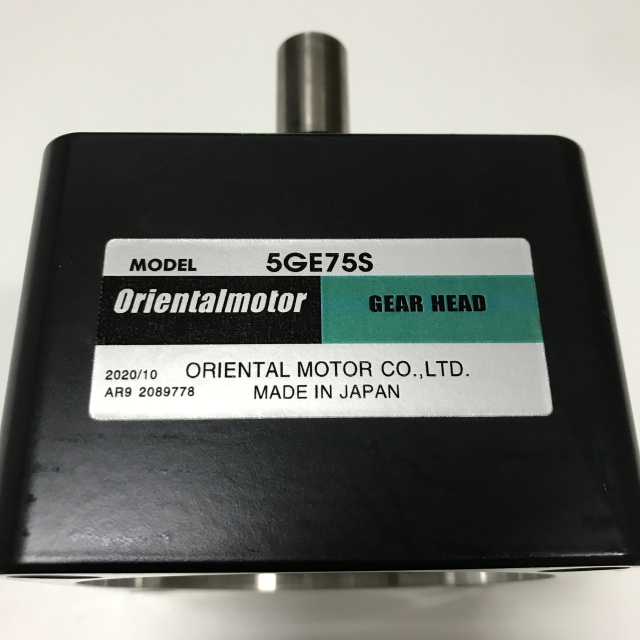 MODEL 5GE75S
Orientalmotor GEAR HEAD
2020/10 ORIENTAL MOTOR CO.,LTD.
AR9 2089778 MADE IN JAPAN